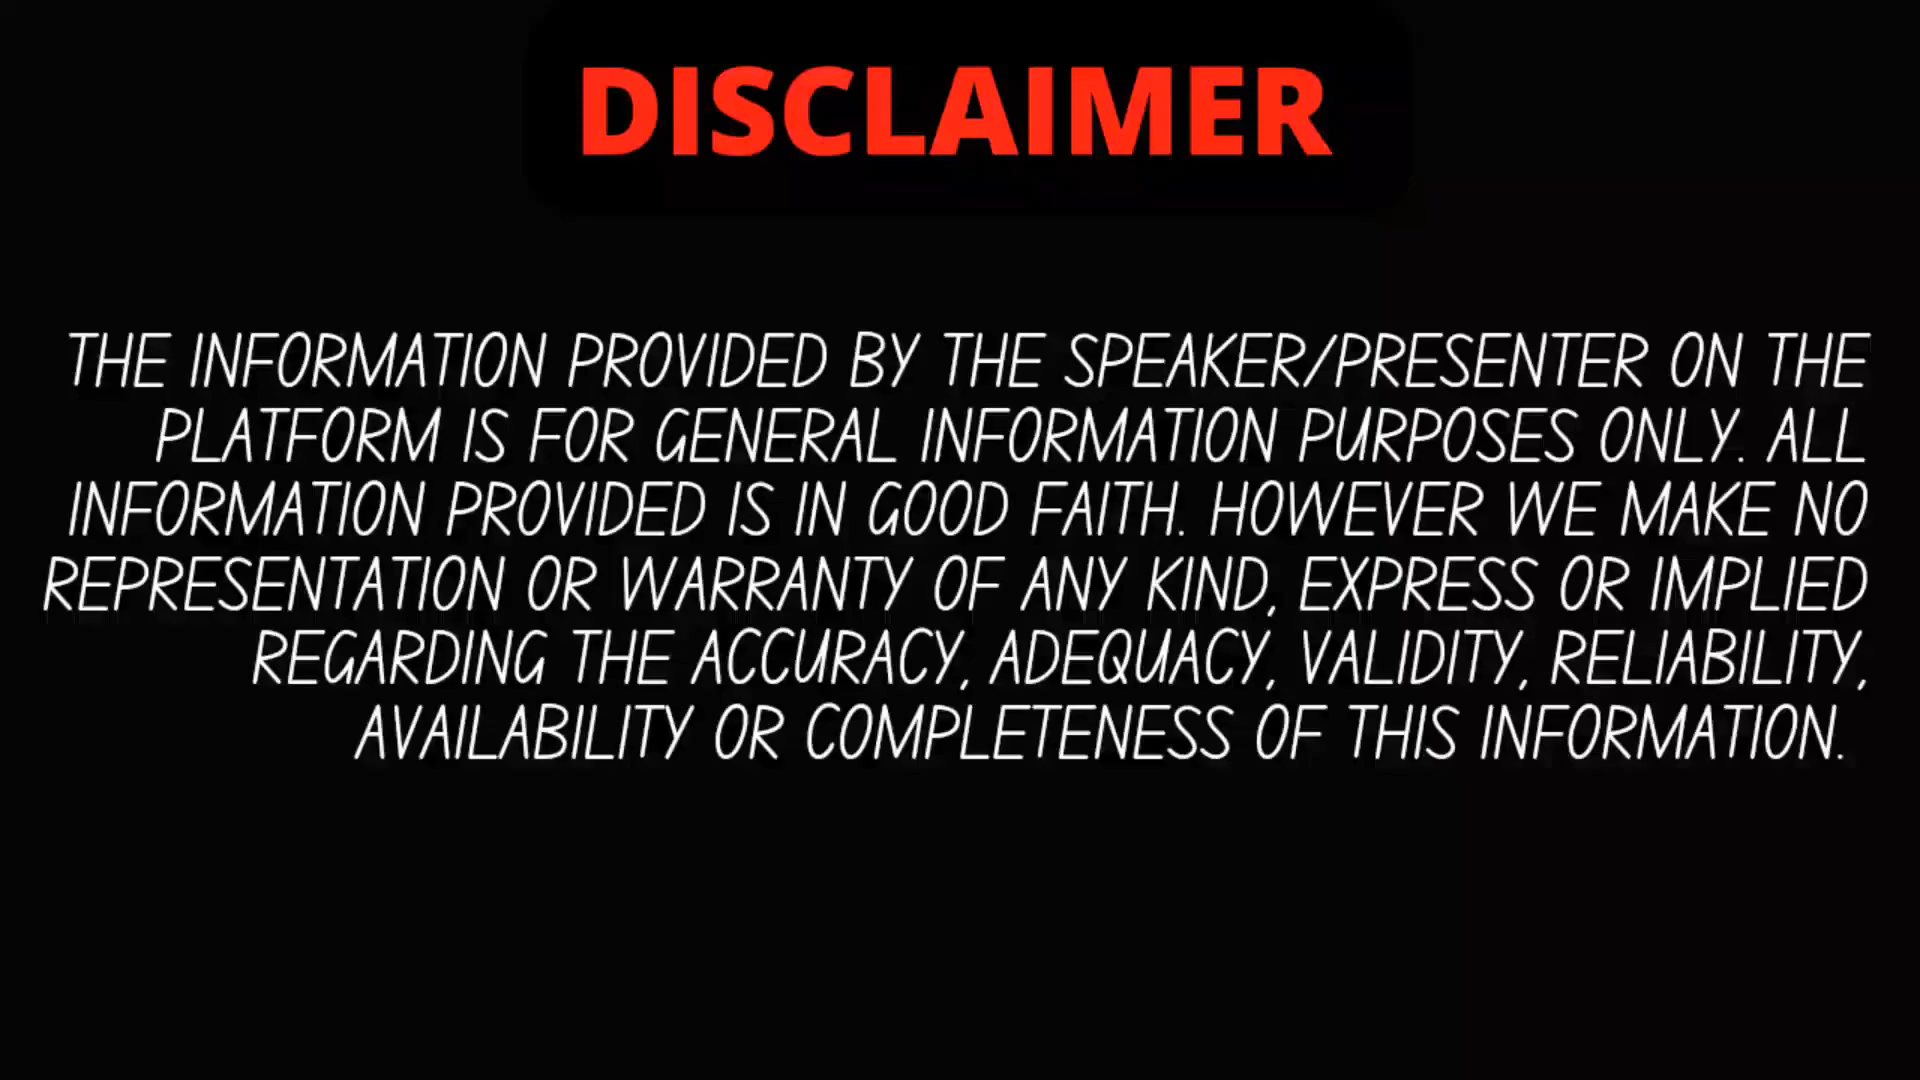 DISCLAIMER
THE INFORMATION PROVIDED BY THE SPEAKER/PRESENTER ON THE
PLATFORM IS FOR GENERAL INFORMATION PURPOSES ONLY. ALL
INFORMATION PROVIDED IS IN GOOD FAITH. HOWEVER WE MAKE NO
REPRESENTATION OR WARRANTY OF ANY KIND, EXPRESS OR IMPLIED
REGARDING THE ACCURACY, ADEQUACY, VALIDITY, RELIABILITY,
AVAILABILITY OR COMPLETENESS OF THIS INFORMATION.